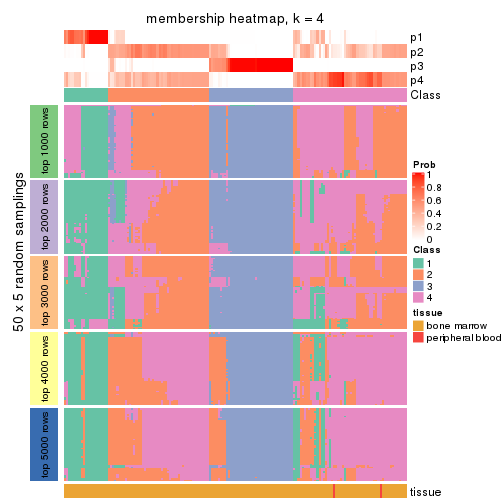 membership heatmap, k = 4
p1
p2
p3
p4
Class
50 x 5 random samplings
top 1000 rows
top 2000 rows
top 3000 rows
top 4000 rows
top 5000 rows
tissue
Prob
1
0.8
0.6
0.4
0.2
0
Class
1
2
3
4
tissue
bone marrow
peripheral blood